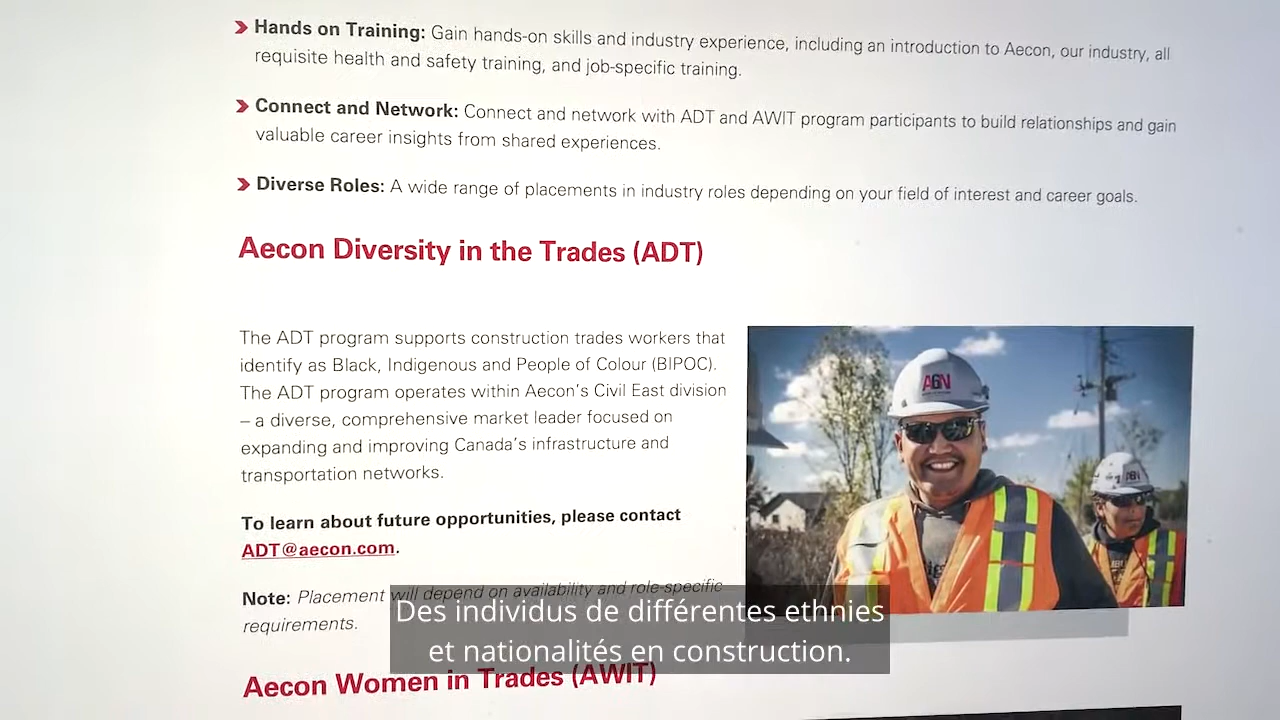 Hands on Training: Gain hands-on skills and industry experience, including an introduction to Aecon, our industry, all
requisite health and safety training, and job-specific training.
Connect and Network: Connect and network with ADT and AWIT program participants to build relationships and gain
valuable career insights from shared experiences.
Diverse Roles: A wide range of placements in industry roles depending on your field of interest and career goals.
Aecon Diversity in the Trades (ADT)
The ADT program supports construction trades workers that
identify as Black, Indigenous and People of Colour (BIPOC).
The ADT program operates within Aecon's Civil East division
– a diverse, comprehensive market leader focused on
expanding and improving Canada's infrastructure and
transportation networks.
To learn about future opportunities, please contact
ADT@aecon.com.
Note: Placement will depend on availability and role-specific
requirements.
AGN
Des individus de différentes ethnies
et nationalités en construction.
Aecon Women in Trades (AWIT)